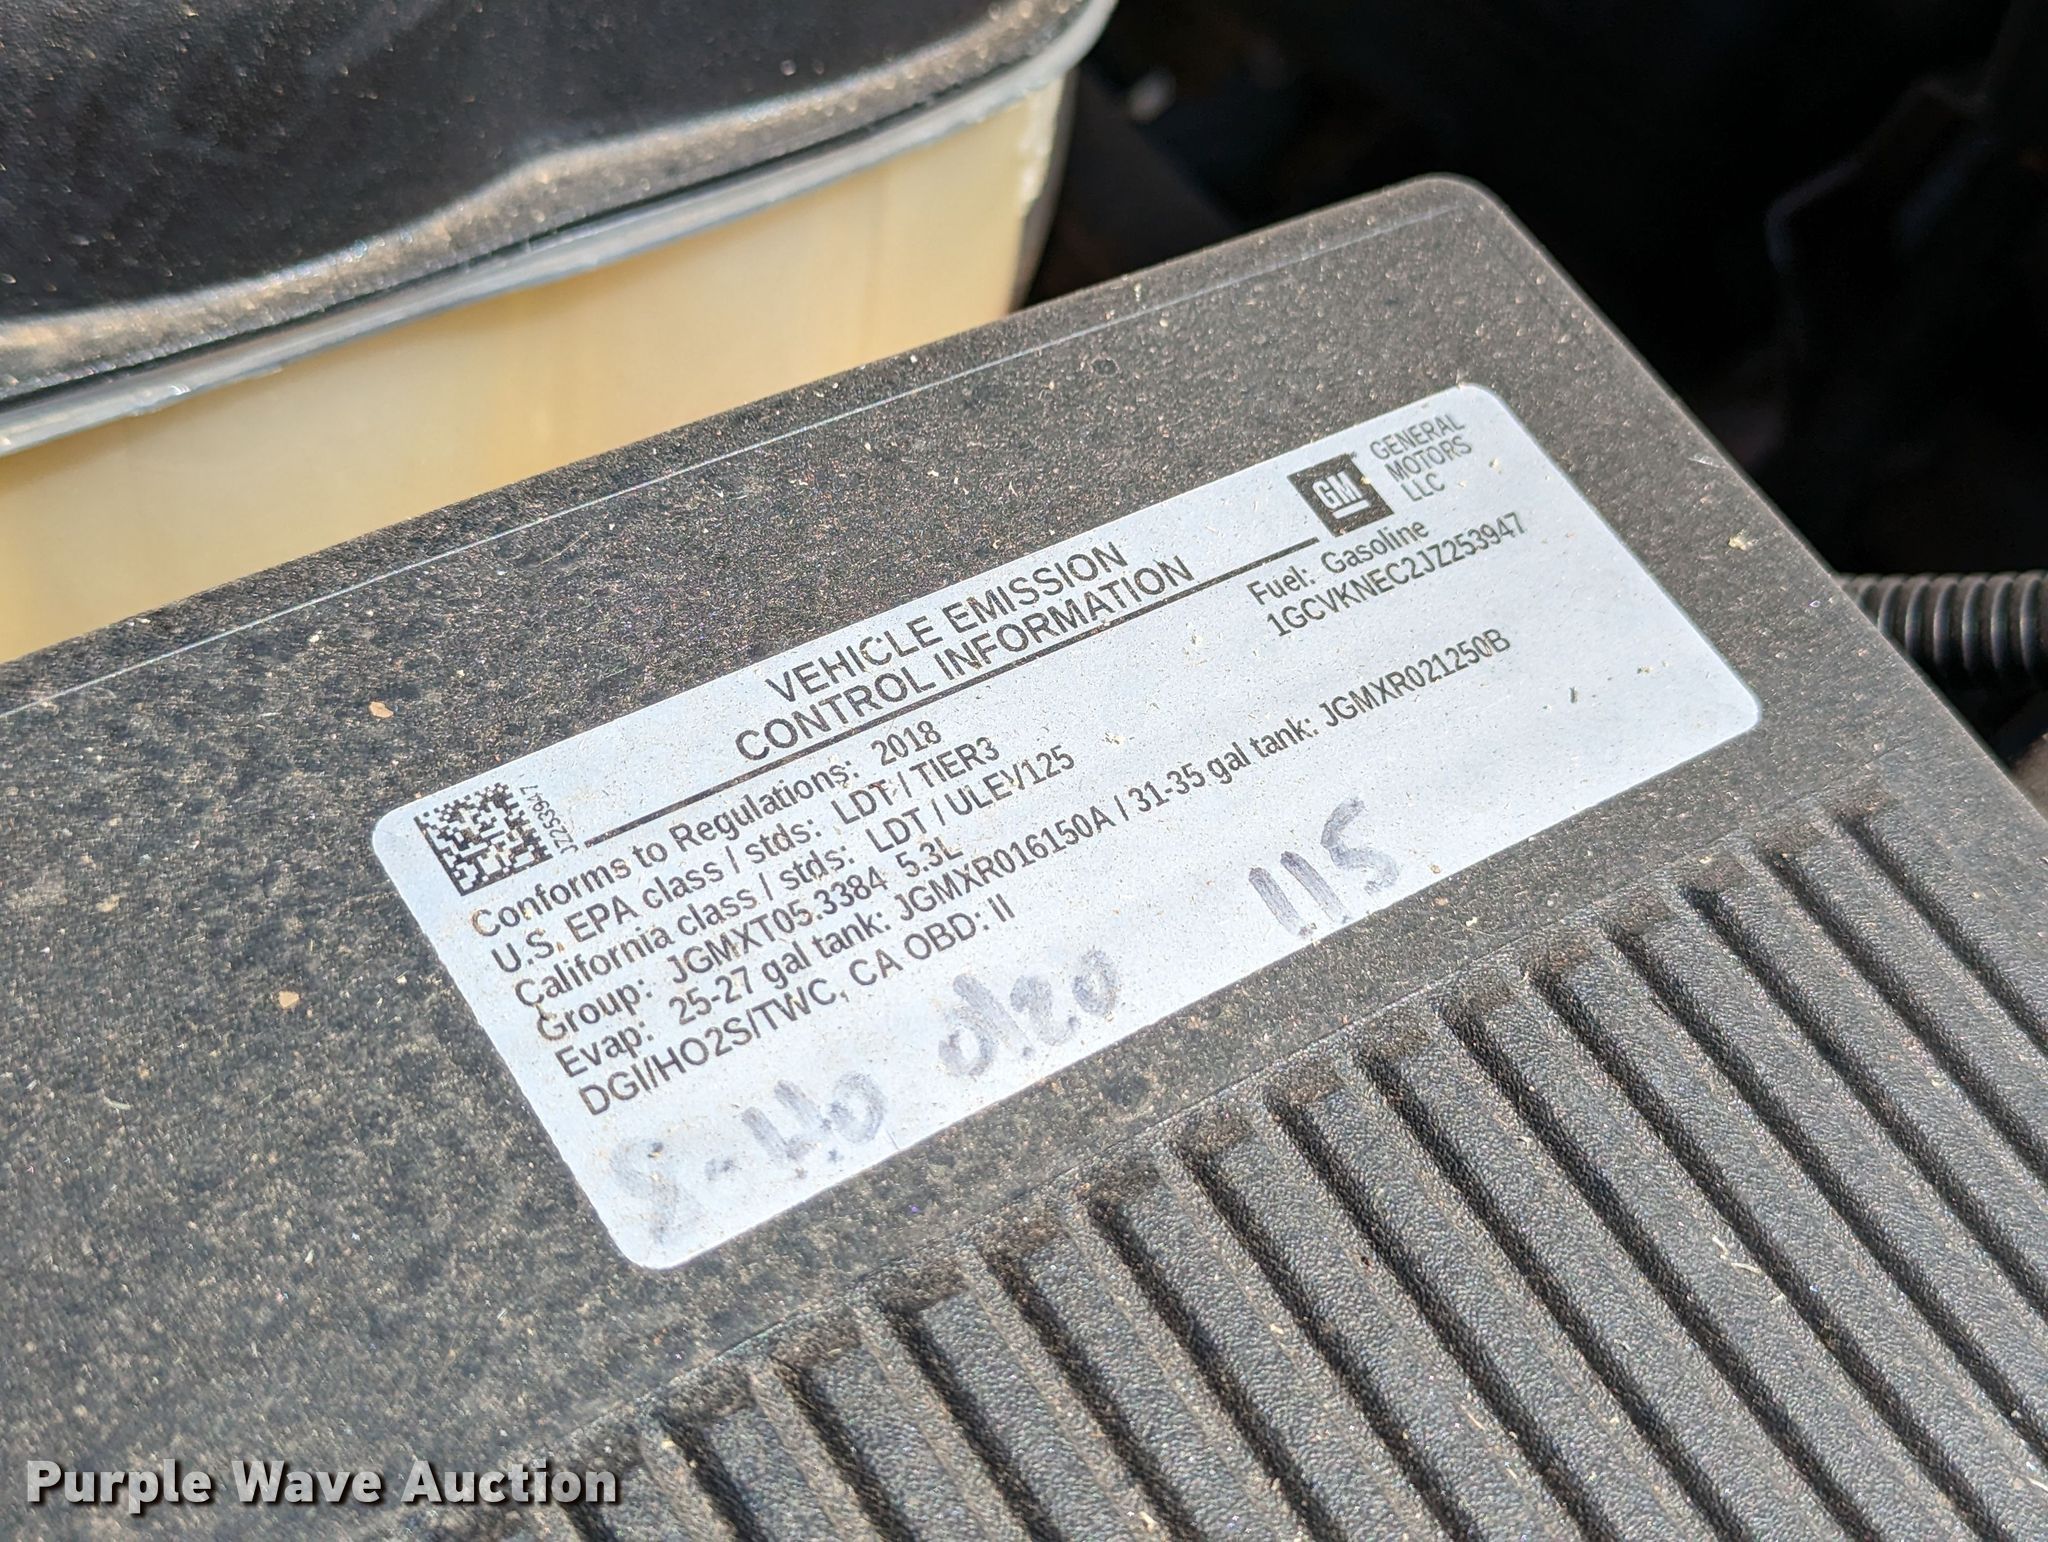 VEHICLE EMISSION
CONTROL INFORMATION
GM
GENERAL
MOTORS
LLC
JZ253947
Conforms to Regulations: 2018
Fuel: Gasoline
U.S. EPA class / stds: LDT / TIER3
1GCVKNEC2JZ253947
California class / stds: LDT / ULEV125
Group: JGMXT05.3384 5.3L
Evap: 25-27 gal tank: JGMXR016150A / 31-35 gal tank: JGMXR021250B
DGI/HO2S/TWC, CA OBD: II
115
Purple Wave Auction